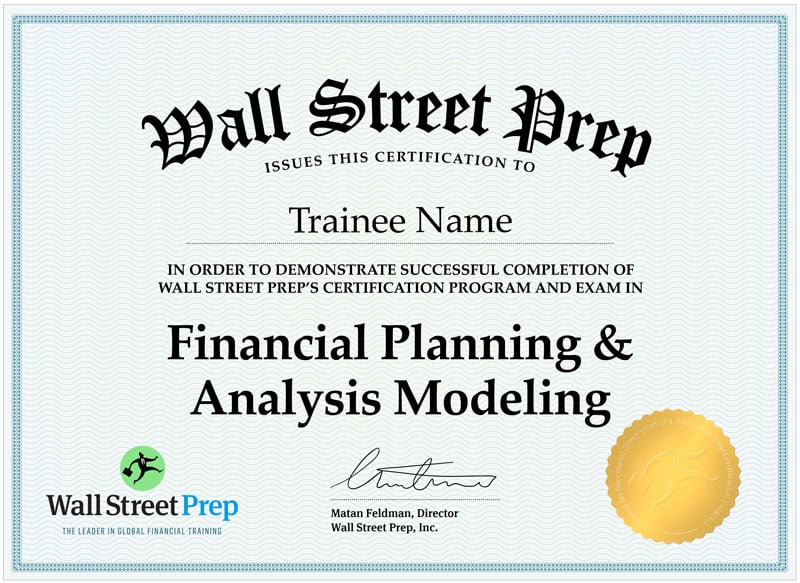 Wall Street Prep
ISSUES THIS CERTIFICATION TO
Trainee Name
IN ORDER TO DEMONSTRATE SUCCESSFUL COMPLETION OF
WALL STREET PREP'S CERTIFICATION PROGRAM AND EXAM IN
Financial Planning &
Analysis Modeling
Wall Street Prep
THE LEADER IN GLOBAL FINANCIAL TRAINING
Matan Feldman, Director
Wall Street Prep, Inc.